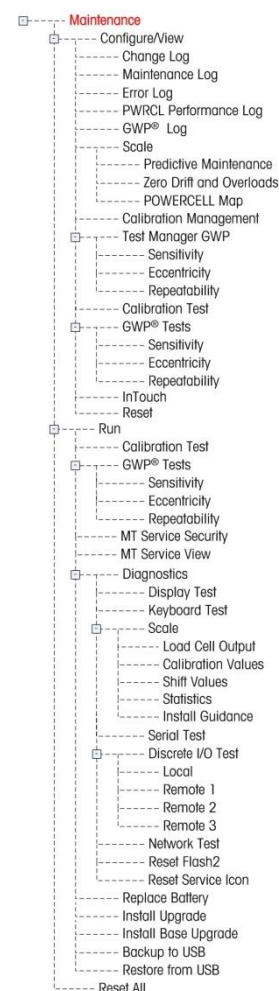 Maintenance
Configure/View
Change Log
Maintenance Log
Error Log
PWRCL Performance Log
GWP® Log
Scale
Predictive Maintenance
Zero Drift and Overloads
POWERCELL Map
Calibration Management
Test Manager GWP
Sensitivity
Eccentricity
Repeatability
Calibration Test
GWP® Tests
Sensitivity
Eccentricity
Repeatability
InTouch
Reset
Run
Calibration Test
GWP® Tests
Sensitivity
Eccentricity
Repeatability
MT Service Security
MT Service View
Diagnostics
Display Test
Keyboard Test
Scale
Load Cell Output
Calibration Values
Shift Values
Statistics
Install Guidance
Serial Test
Discrete I/O Test
Local
Remote 1
Remote 2
Remote 3
Network Test
Reset Flash2
Reset Service Icon
Replace Battery
Install Upgrade
Install Base Upgrade
Backup to USB
Restore from USB
Reset All